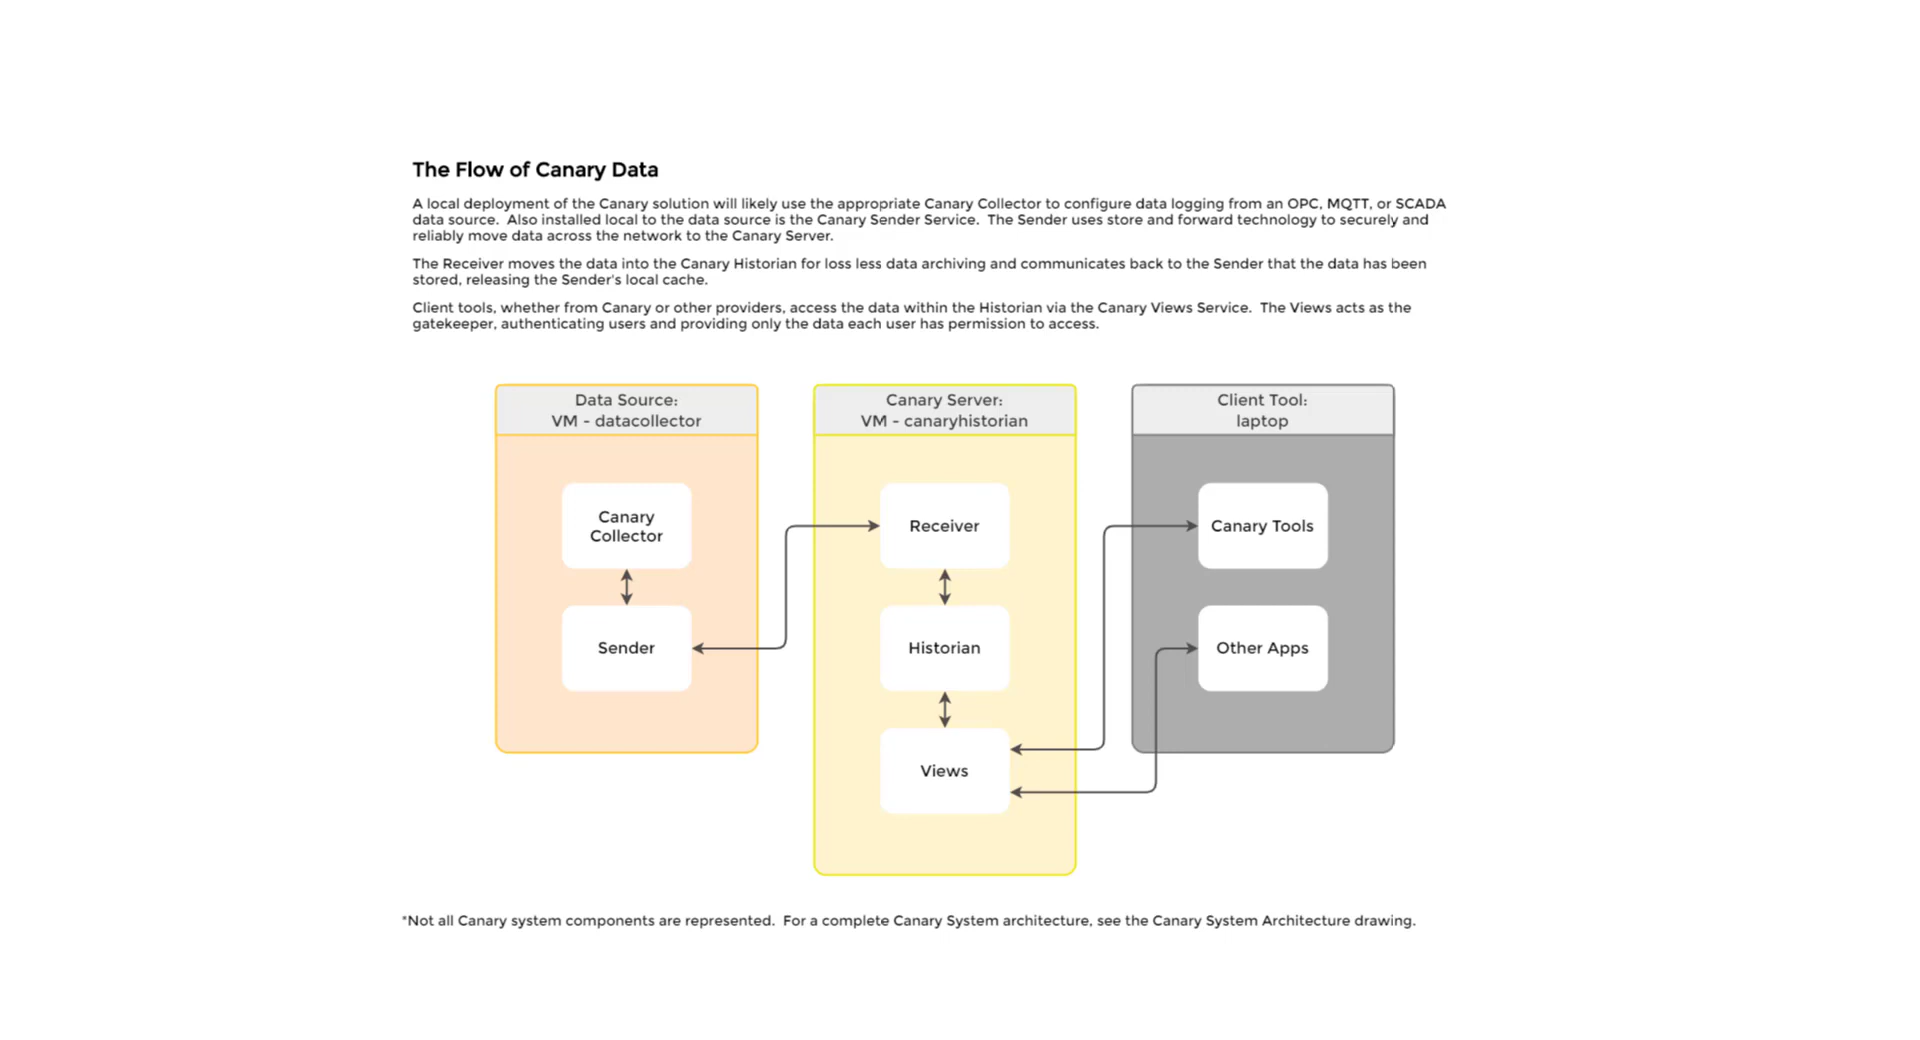 The Flow of Canary Data
A local deployment of the Canary solution will likely use the appropriate Canary Collector to configure data logging from an OPC, MQTT, or SCADA
data source.  Also installed local to the data source is the Canary Sender Service.  The Sender uses store and forward technology to securely and
reliably move data across the network to the Canary Server.
The Receiver moves the data into the Canary Historian for loss less data archiving and communicates back to the Sender that the data has been
stored, releasing the Sender's local cache.
Client tools, whether from Canary or other providers, access the data within the Historian via the Canary Views Service.  The Views acts as the
gatekeeper, authenticating users and providing only the data each user has permission to access.
Data Source:
VM - datacollector
Canary
Collector
Sender
Canary Server:
VM - canaryhistorian
Receiver
Historian
Views
Client Tool:
laptop
Canary Tools
Other Apps
*Not all Canary system components are represented.  For a complete Canary System architecture, see the Canary System Architecture drawing.